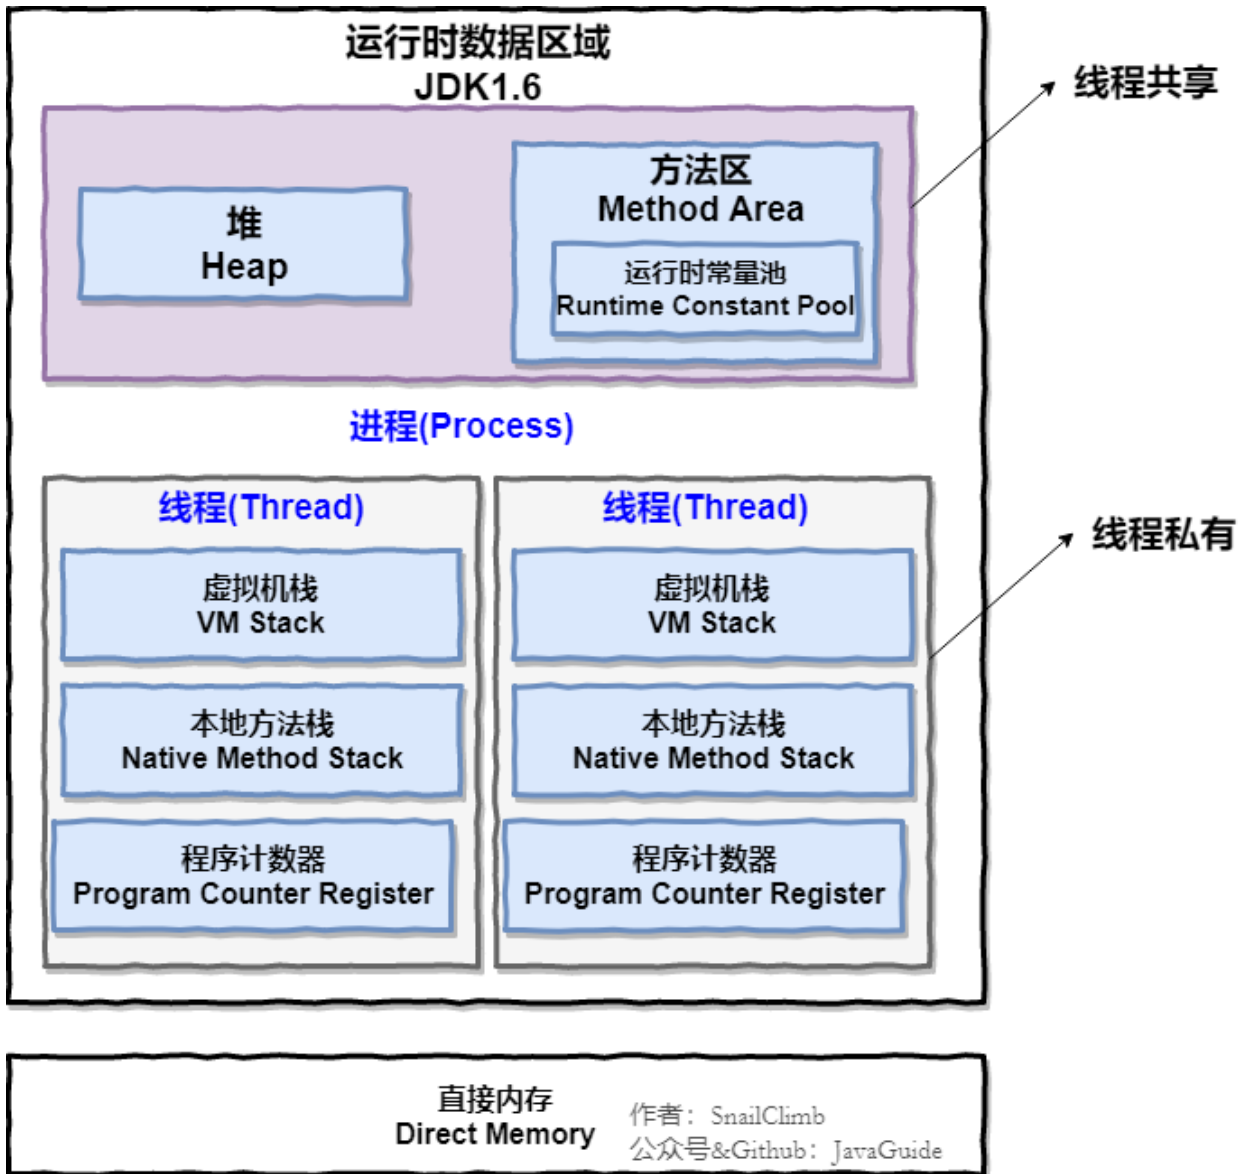 运行时数据区域
JDK1.6
线程共享
堆
Heap
方法区
Method Area
运行时常量池
Runtime Constant Pool
进程(Process)
线程(Thread)
虚拟机栈
VM Stack
本地方法栈
Native Method Stack
程序计数器
Program Counter Register
线程(Thread)
虚拟机栈
VM Stack
本地方法栈
Native Method Stack
程序计数器
Program Counter Register
线程私有
直接内存
Direct Memory
作者：SnailClimb
公众号&Github：JavaGuide